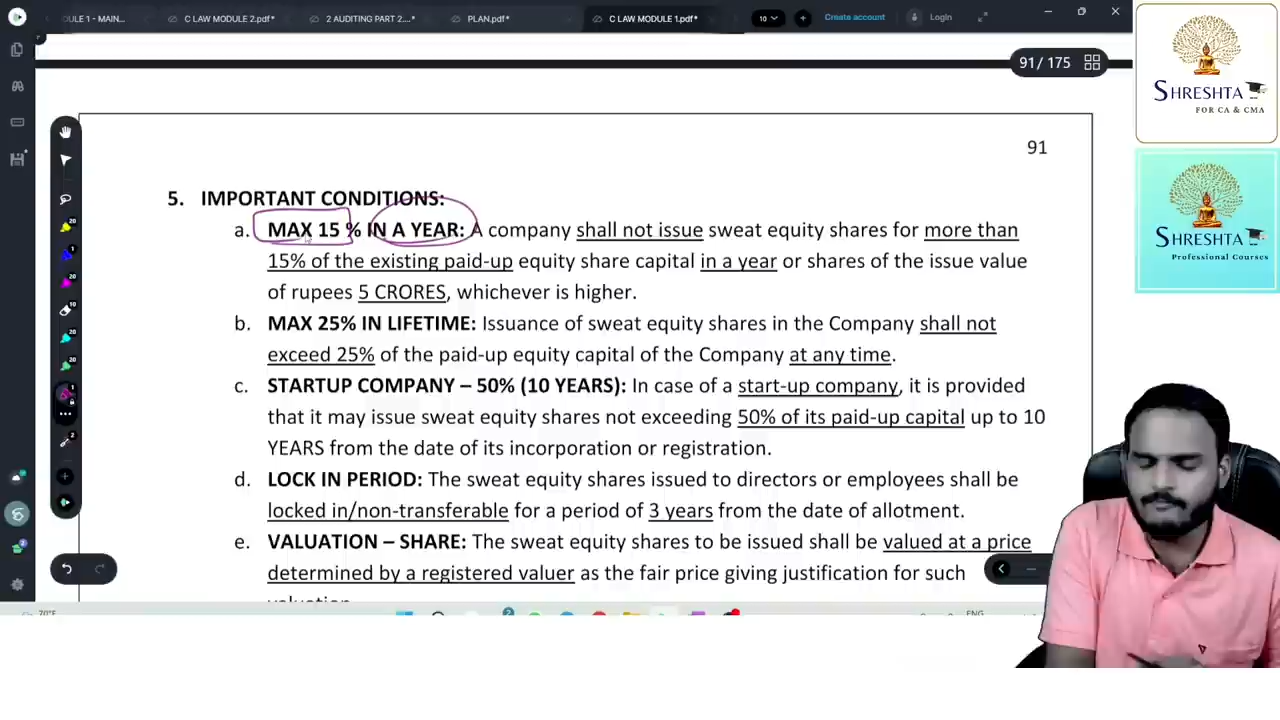 ULE 1 - MAIN...
C LAW MODULE 2.pdf*
2 AUDITING PART 2....*
PLAN.pdf*
C LAW MODULE 1.pdf*
10
Create account
Login
91/ 175
SHRESHTA
FOR CA & CMA
SHRESHTA
Professional Courses
91
5. IMPORTANT CONDITIONS:
a. MAX 15 % IN A YEAR: A company shall not issue sweat equity shares for more than
15% of the existing paid-up equity share capital in a year or shares of the issue value
of rupees 5 CRORES, whichever is higher.
b. MAX 25% IN LIFETIME: Issuance of sweat equity shares in the Company shall not
exceed 25% of the paid-up equity capital of the Company at any time.
c. STARTUP COMPANY – 50% (10 YEARS): In case of a start-up company, it is provided
that it may issue sweat equity shares not exceeding 50% of its paid-up capital up to 10
YEARS from the date of its incorporation or registration.
d. LOCK IN PERIOD: The sweat equity shares issued to directors or employees shall be
locked in/non-transferable for a period of 3 years from the date of allotment.
e. VALUATION – SHARE: The sweat equity shares to be issued shall be valued at a price
determined by a registered valuer as the fair price giving justification for such
valuation.
70°F
ENG